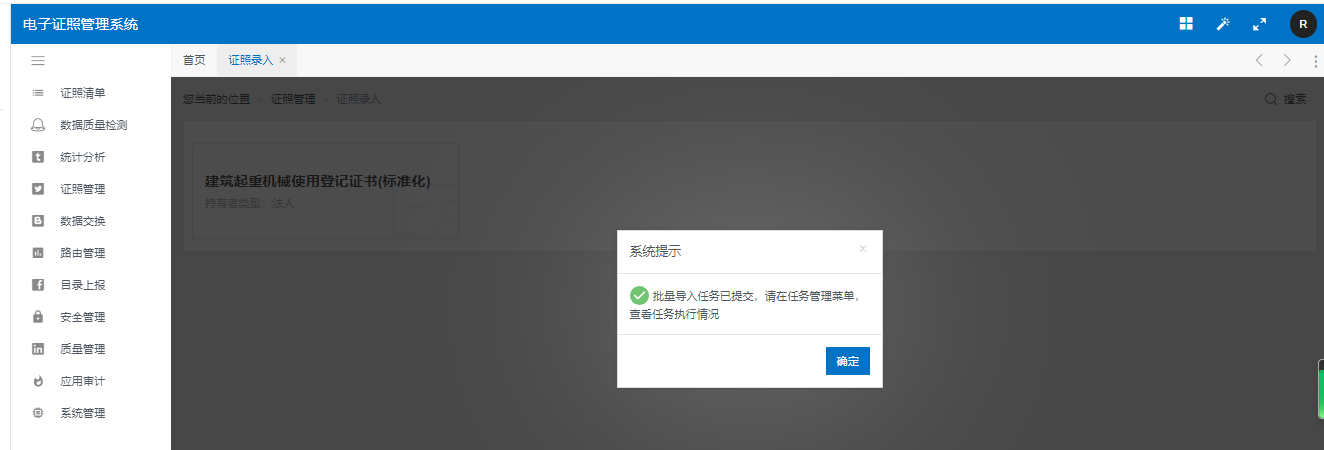 电子证照管理系统
R
首页
证照录入 ×
证照清单
数据质量检测
统计分析
证照管理
数据交换
路由管理
目录上报
安全管理
质量管理
应用审计
系统管理
您当前的位置 > 证照管理 > 证照录入
搜索
建筑起重机械使用登记证书(标准化)
持有者类型：法人
系统提示 ×
批量导入任务已提交，请在任务管理菜单，
查看任务执行情况
确定